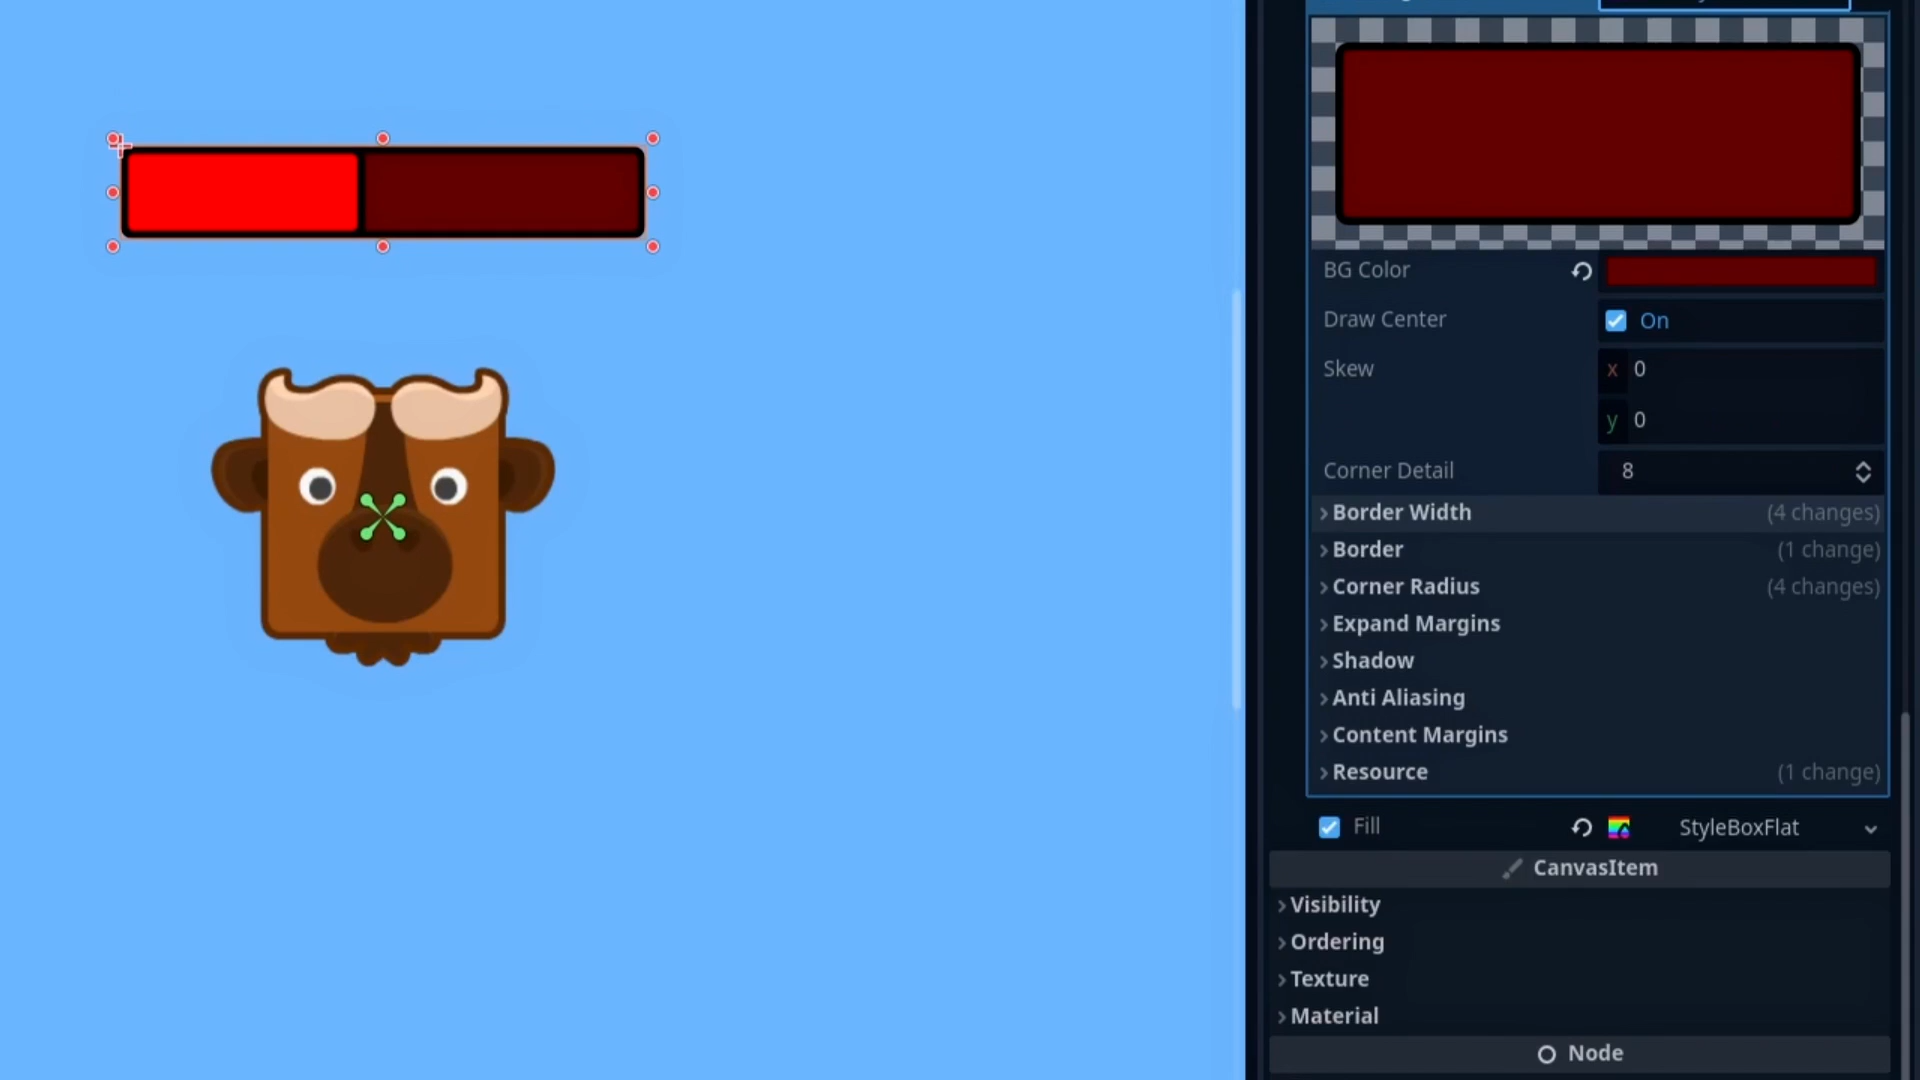 BG Color
Draw Center On
Skew x 0
y 0
Corner Detail 8
Border Width (4 changes)
Border (1 change)
Corner Radius (4 changes)
Expand Margins
Shadow
Anti Aliasing
Content Margins
Resource (1 change)
Fill StyleBoxFlat
CanvasItem
Visibility
Ordering
Texture
Material
Node